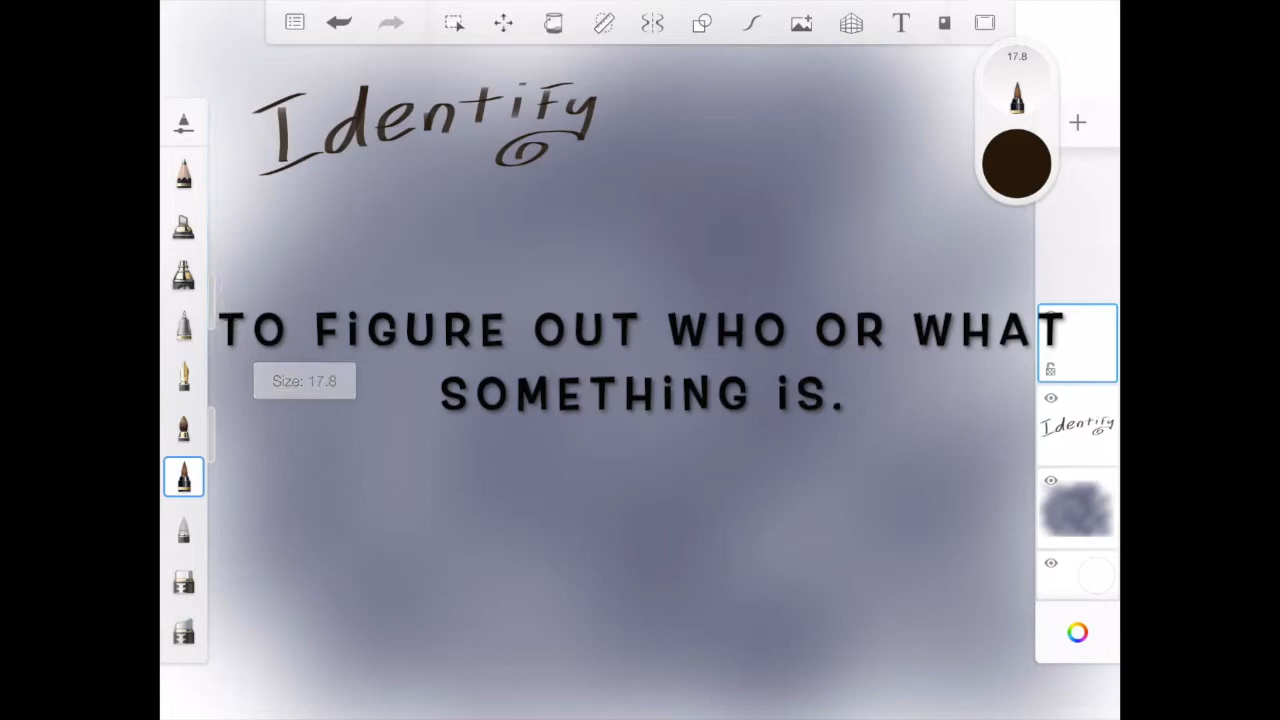 17.8
Identify
TO FiGURE OUT WHO OR WHAT
Size: 17.8
SOMETHiNG iS.
Identify